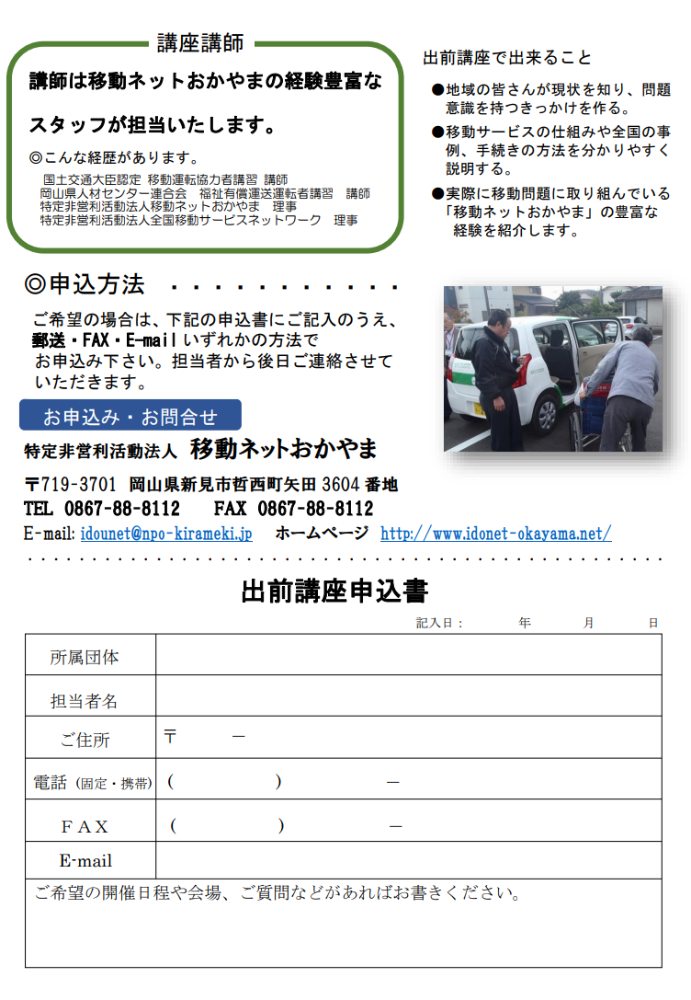 講座講師
講師は移動ネットおかやまの経験豊富な
スタッフが担当いたします。
◎こんな経歴があります。
国土交通大臣認定 移動運転協力者講習 講師
岡山県人材センター連合会　福祉有償運送運転者講習　講師
特定非営利活動法人移動ネットおかやま　理事
特定非営利活動法人全国移動サービスネットワーク　理事
出前講座で出来ること
●地域の皆さんが現状を知り、問題
意識を持つきっかけを作る。
●移動サービスの仕組みや全国の事
例、手続きの方法を分かりやすく
説明する。
●実際に移動問題に取り組んでいる
「移動ネットおかやま」の豊富な
経験を紹介します。
◎申込方法　・・・・・・・・・・・・
ご希望の場合は、下記の申込書にご記入のうえ、
郵送・FAX・E-mail いずれかの方法で
お申込み下さい。担当者から後日ご連絡させて
いただきます。
お申込み・お問合せ
特定非営利活動法人　移動ネットおかやま
〒719-3701　岡山県新見市哲西町矢田 3604 番地
TEL 0867-88-8112　　FAX 0867-88-8112
E-mail: idounet@npo-kirameki.jp　ホームページ　http://www.idonet-okayama.net/
出前講座申込書
記入日：　　　　年　　　　月　　　　日
所属団体
担当者名
ご住所　〒　　－
電話（固定・携帯）（　　　　　）　　　　　－
ＦＡＸ　（　　　　　）　　　　　－
E-mail
ご希望の開催日程や会場、ご質問などがあればお書きください。